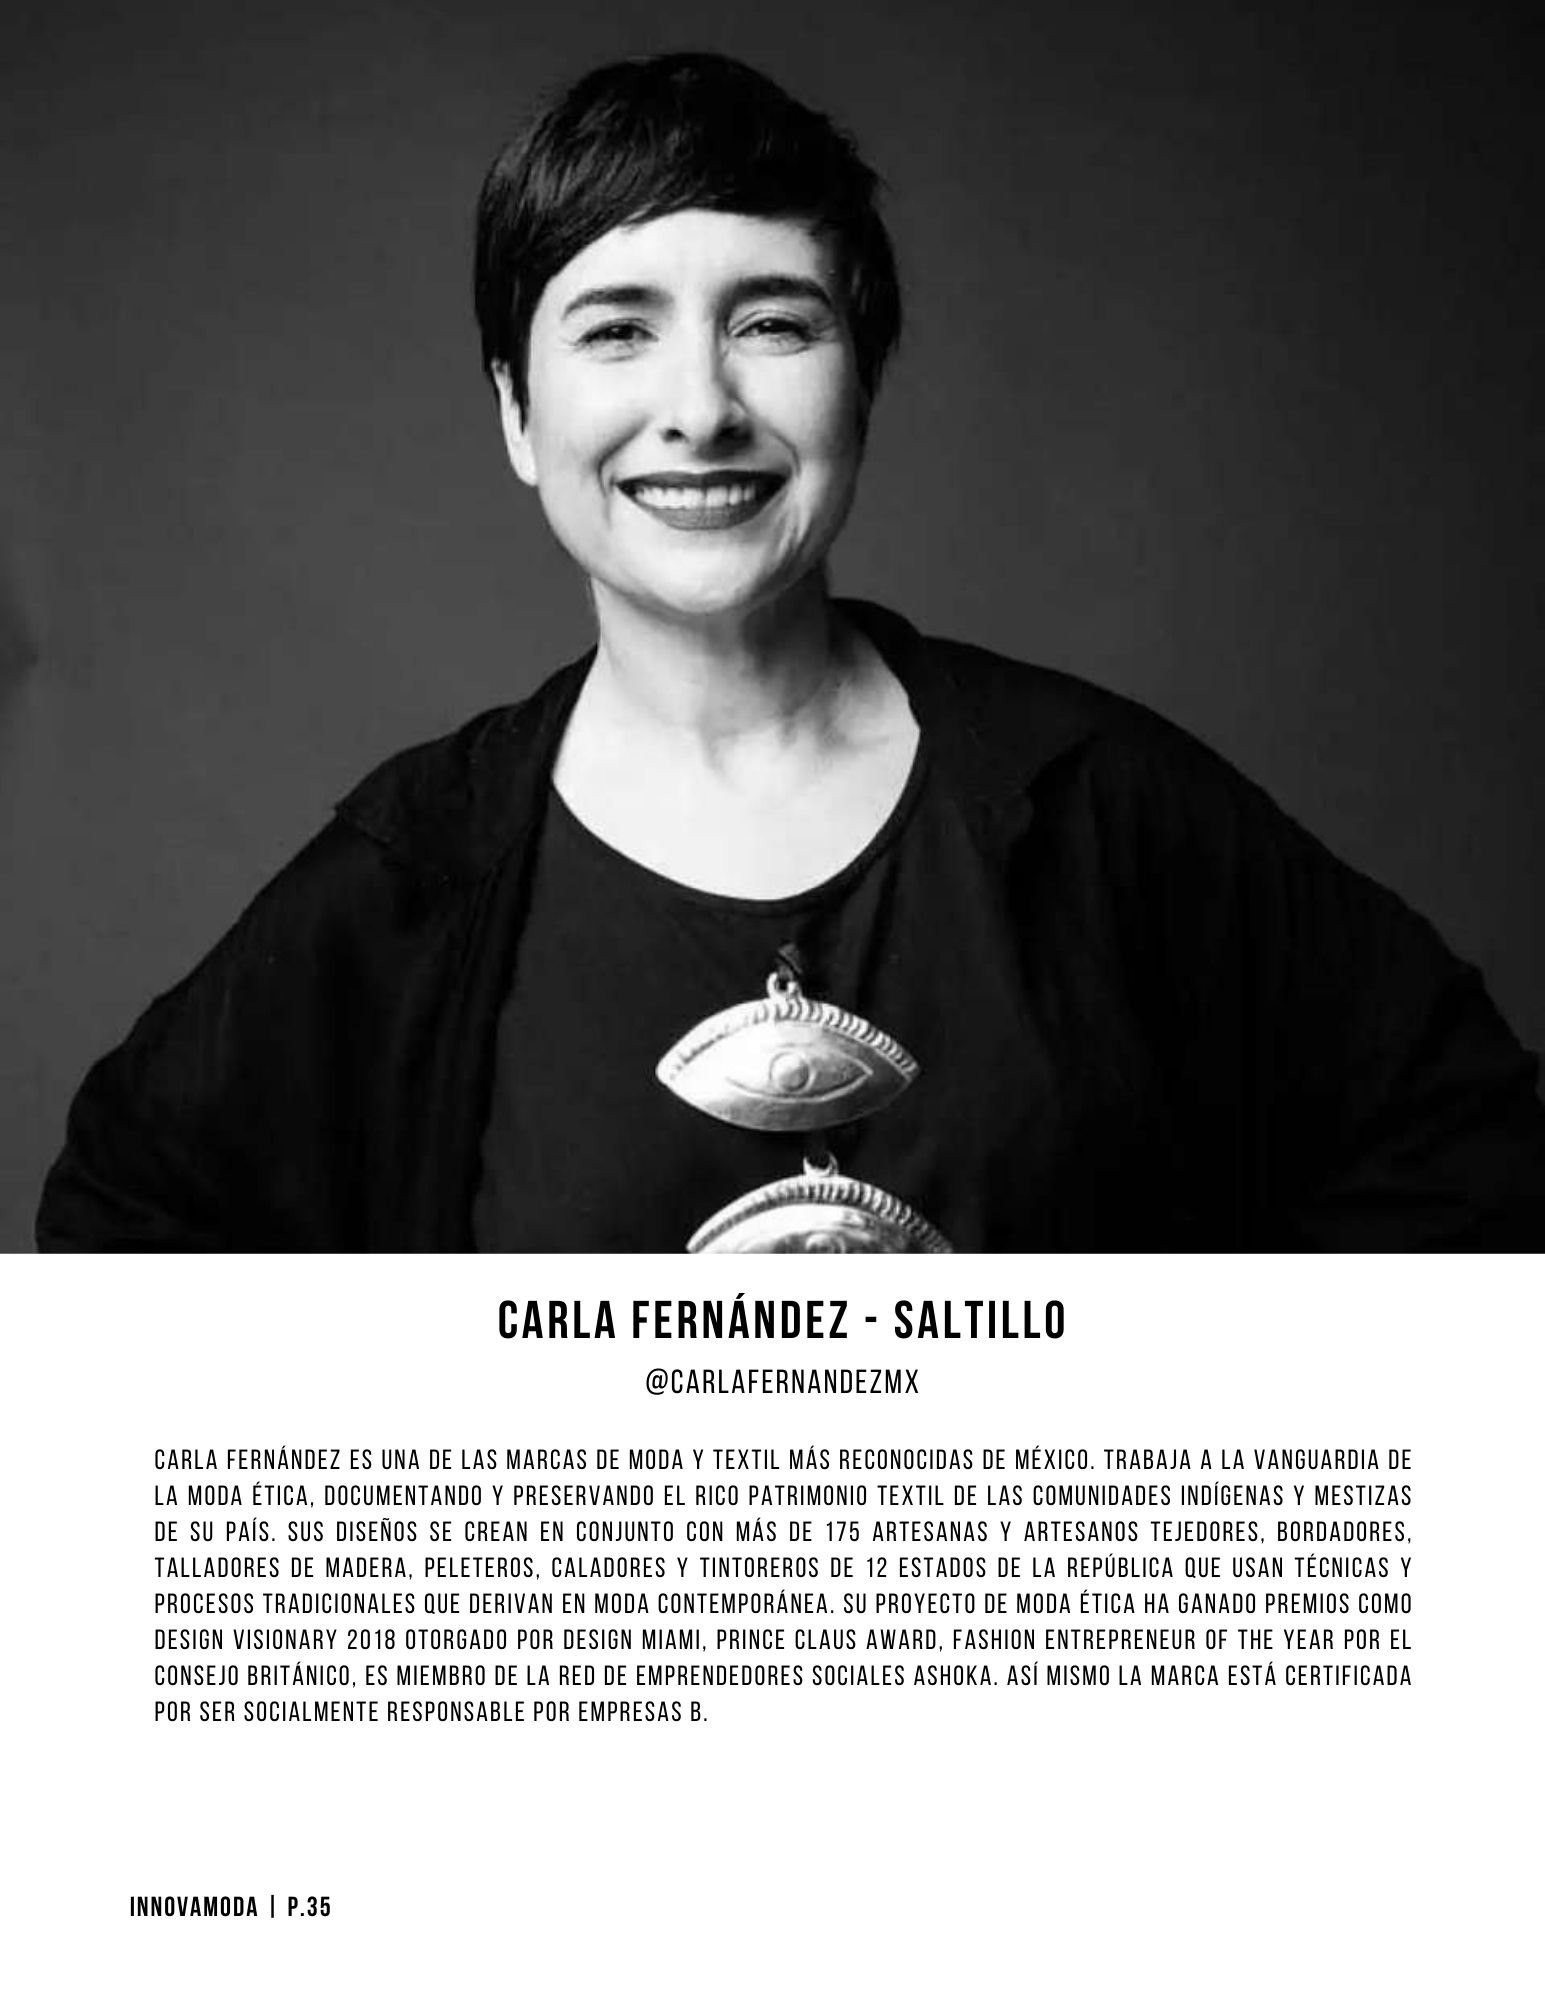 CARLA FERNÁNDEZ - SALTILLO
@CARLAFERNANDEZMX
CARLA FERNÁNDEZ ES UNA DE LAS MARCAS DE MODA Y TEXTIL MÁS RECONOCIDAS DE MÉXICO. TRABAJA A LA VANGUARDIA DE
LA MODA ÉTICA, DOCUMENTANDO Y PRESERVANDO EL RICO PATRIMONIO TEXTIL DE LAS COMUNIDADES INDÍGENAS Y MESTIZAS
DE SU PAÍS. SUS DISEÑOS SE CREAN EN CONJUNTO CON MÁS DE 175 ARTESANAS Y ARTESANOS TEJEDORES, BORDADORES,
TALLADORES DE MADERA, PELETEROS, CALADORES Y TINTOREROS DE 12 ESTADOS DE LA REPÚBLICA QUE USAN TÉCNICAS Y
PROCESOS TRADICIONALES QUE DERIVAN EN MODA CONTEMPORÁNEA. SU PROYECTO DE MODA ÉTICA HA GANADO PREMIOS COMO
DESIGN VISIONARY 2018 OTORGADO POR DESIGN MIAMI, PRINCE CLAUS AWARD, FASHION ENTREPRENEUR OF THE YEAR POR EL
CONSEJO BRITÁNICO, ES MIEMBRO DE LA RED DE EMPRENDEDORES SOCIALES ASHOKA. ASÍ MISMO LA MARCA ESTÁ CERTIFICADA
POR SER SOCIALMENTE RESPONSABLE POR EMPRESAS B.
INNOVAMODA | P.35